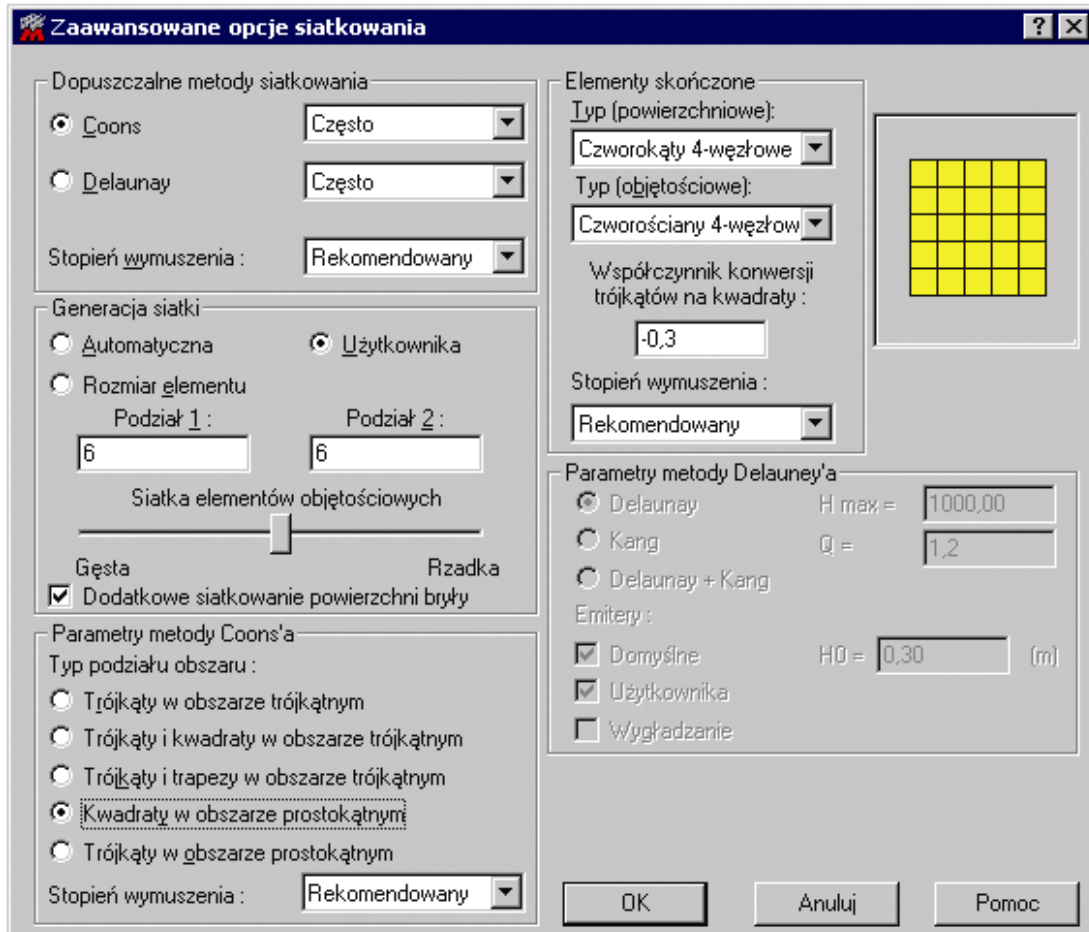 Zaawansowane opcje siatkowania
Dopuszczalne metody siatkowania
Coons Często
Delaunay Często
Stopień wymuszenia : Rekomendowany
Generacja siatki
Automatyczna Użytkownika
Rozmiar elementu
Podział 1 : Podział 2 :
6 6
Siatka elementów objętościowych
Gęsta Rzadka
Dodatkowe siatkowanie powierzchni bryły
Parametry metody Coons'a
Typ podziału obszaru :
Trójkąty w obszarze trójkątnym
Trójkąty i kwadraty w obszarze trójkątnym
Trójkąty i trapezy w obszarze trójkątnym
Kwadraty w obszarze prostokątnym
Trójkąty w obszarze prostokątnym
Stopień wymuszenia : Rekomendowany
Elementy skończone
Typ (powierzchniowe):
Czworokąty 4-węzłowe
Typ (objętościowe):
Czworościany 4-węzłow
Współczynnik konwersji
trójkątów na kwadraty :
-0,3
Stopień wymuszenia :
Rekomendowany
Parametry metody Delauney'a
Delaunay H max = 1000,00
Kang Q = 1,2
Delaunay + Kang
Emitery :
Domyślne H0 = 0,30 (m)
Użytkownika
Wygładzanie
OK Anuluj Pomoc